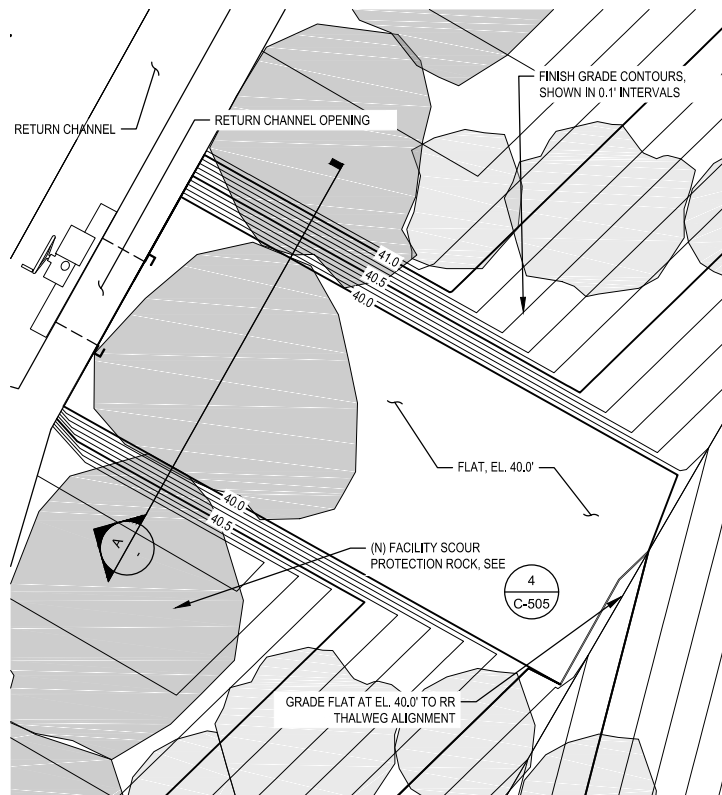 FINISH GRADE CONTOURS,
SHOWN IN 0.1' INTERVALS
RETURN CHANNEL
RETURN CHANNEL OPENING
41.0
40.5
40.0
FLAT, EL. 40.0'
40.0
40.5
A
-
(N) FACILITY SCOUR
PROTECTION ROCK, SEE
4
C-505
GRADE FLAT AT EL. 40.0' TO RR
THALWEG ALIGNMENT